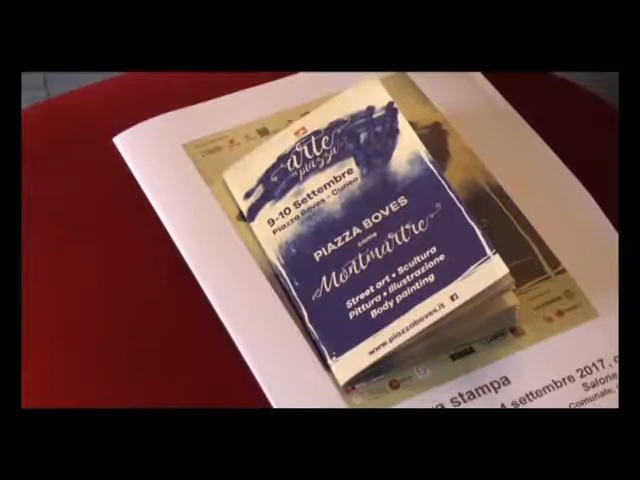 arte
piazza
9-10 Settembre
Piazza Boves - Cuneo
PIAZZA BOVES
come
Montmartre
Street art • Scultura
Pittura • Illustrazione
Body painting
www.piazzaboves.it f
stampa
4 settembre 2017,
Salone
Comunale,